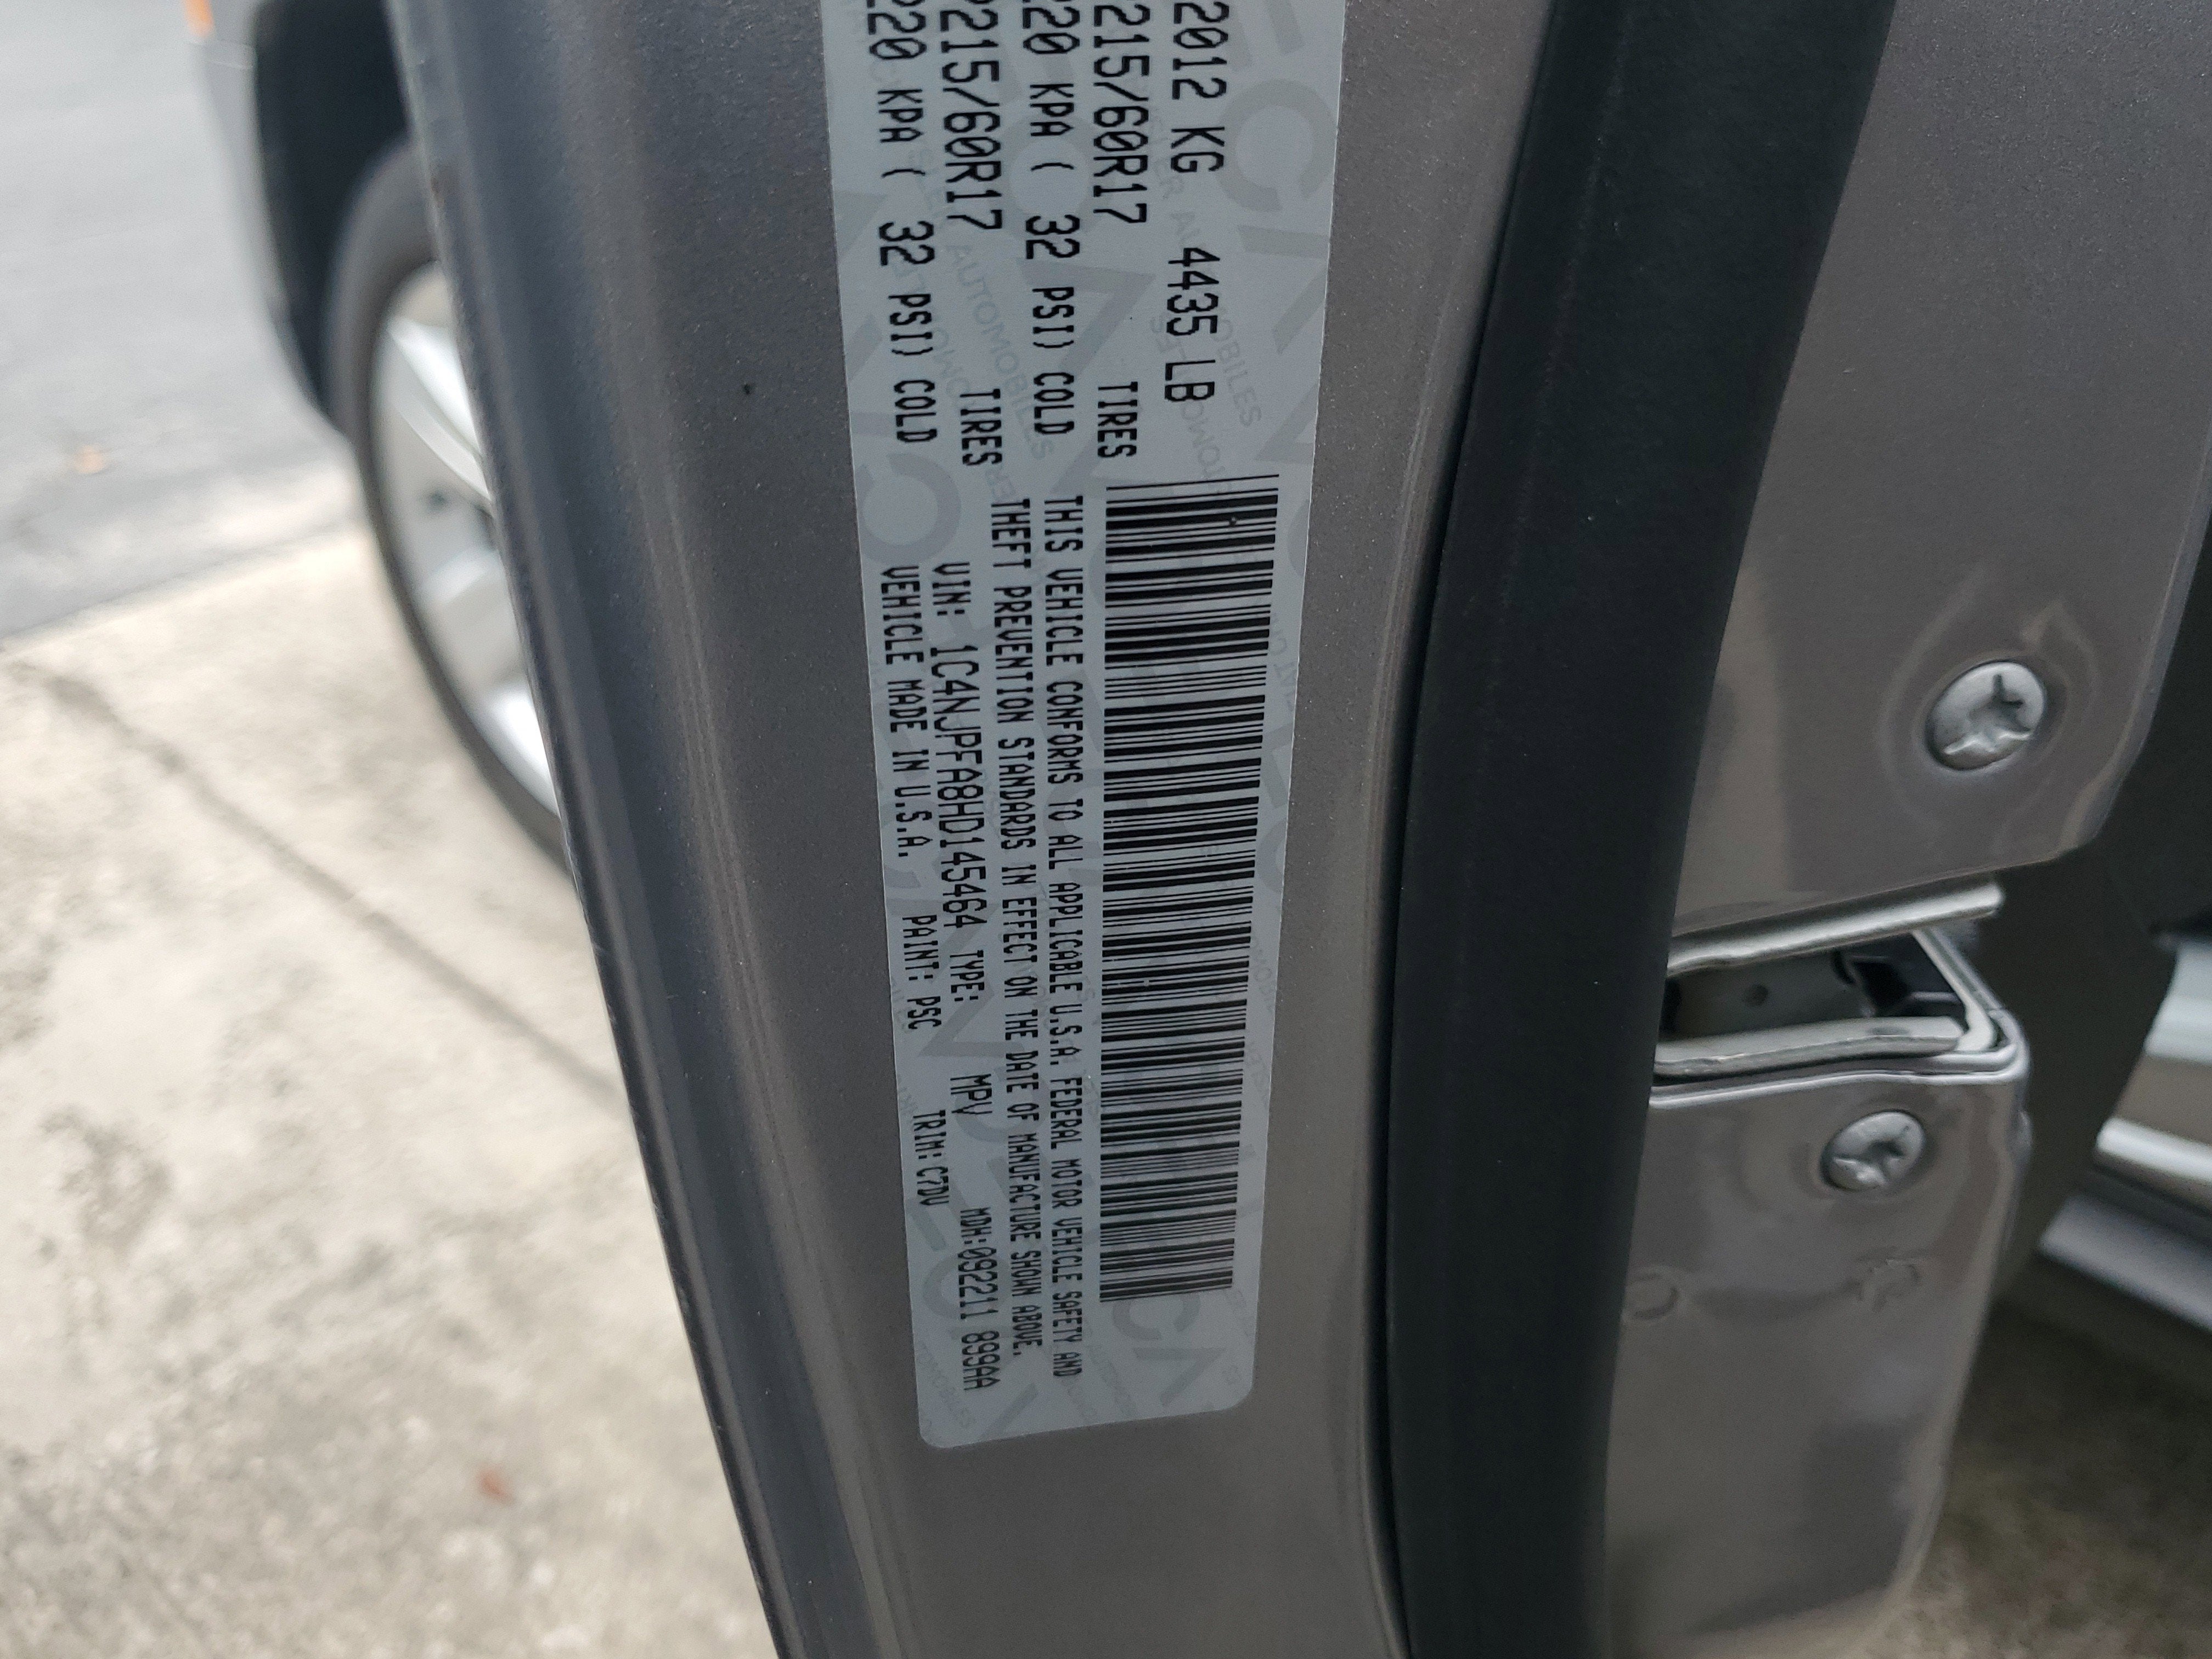 2012 KG 4435 LB
215/60R17 TIRES
220 KPA ( 32 PSI) COLD
215/60R17 TIRES
220 KPA ( 32 PSI) COLD
THIS VEHICLE CONFORMS TO ALL APPLICABLE U.S.A. FEDERAL MOTOR VEHICLE SAFETY AND
THEFT PREVENTION STANDARDS IN EFFECT ON THE DATE OF MANUFACTURE SHOWN ABOVE.
VIN: 1C4NJPFA8HD145464 TYPE: MPV MDH:092211 899AA
VEHICLE MADE IN U.S.A. PAINT: PSC TRIM: C7DV